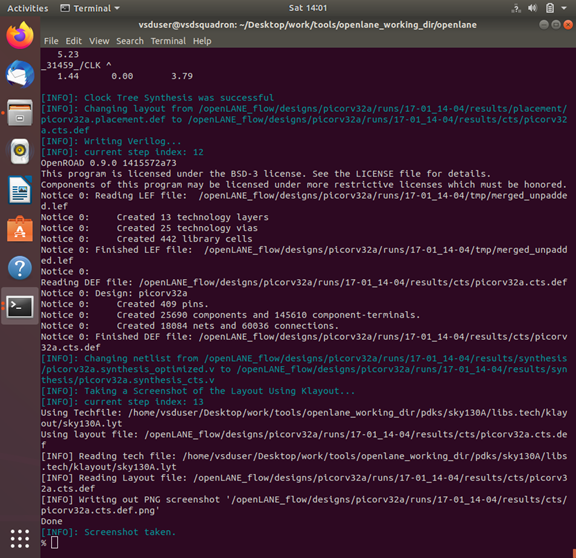 Activities
Terminal
Sat 14:01
vsduser@vsdsquadron: ~/Desktop/work/tools/openlane_working_dir/openlane
File Edit View Search Terminal Help
5.23
_31459_/CLK ^
1.44 0.00 3.79
[INFO]: Clock Tree Synthesis was successful
[INFO]: Changing layout from /openLANE_flow/designs/picorv32a/runs/17-01_14-04/results/placement/
picorv32a.placement.def to /openLANE_flow/designs/picorv32a/runs/17-01_14-04/results/cts/picorv32
a.cts.def
[INFO]: Writing Verilog...
[INFO]: current step index: 12
OpenROAD 0.9.0 1415572a73
This program is licensed under the BSD-3 license. See the LICENSE file for details.
Components of this program may be licensed under more restrictive licenses which must be honored.
Notice 0: Reading LEF file:  /openLANE_flow/designs/picorv32a/runs/17-01_14-04/tmp/merged_unpadde
d.lef
Notice 0:     Created 13 technology layers
Notice 0:     Created 25 technology vias
Notice 0:     Created 442 library cells
Notice 0: Finished LEF file:  /openLANE_flow/designs/picorv32a/runs/17-01_14-04/tmp/merged_unpadd
ed.lef
Notice 0:
Reading DEF file: /openLANE_flow/designs/picorv32a/runs/17-01_14-04/results/cts/picorv32a.cts.def
Notice 0: Design: picorv32a
Notice 0:     Created 409 pins.
Notice 0:     Created 25690 components and 145610 component-terminals.
Notice 0:     Created 18084 nets and 60036 connections.
Notice 0: Finished DEF file: /openLANE_flow/designs/picorv32a/runs/17-01_14-04/results/cts/picorv
32a.cts.def
[INFO]: Changing netlist from /openLANE_flow/designs/picorv32a/runs/17-01_14-04/results/synthesis
/picorv32a.synthesis_optimized.v to /openLANE_flow/designs/picorv32a/runs/17-01_14-04/results/syn
thesis/picorv32a.synthesis_cts.v
[INFO]: Taking a Screenshot of the Layout Using Klayout...
[INFO]: current step index: 13
Using Techfile: /home/vsduser/Desktop/work/tools/openlane_working_dir/pdks/sky130A/libs.tech/klay
out/sky130A.lyt
Using layout file: /openLANE_flow/designs/picorv32a/runs/17-01_14-04/results/cts/picorv32a.cts.de
f
[INFO] Reading tech file: /home/vsduser/Desktop/work/tools/openlane_working_dir/pdks/sky130A/libs
.tech/klayout/sky130A.lyt
[INFO] Reading Layout file: /openLANE_flow/designs/picorv32a/runs/17-01_14-04/results/cts/picorv3
2a.cts.def
[INFO] Writing out PNG screenshot '/openLANE_flow/designs/picorv32a/runs/17-01_14-04/results/cts/
picorv32a.cts.def.png'
Done
[INFO]: Screenshot taken.
%